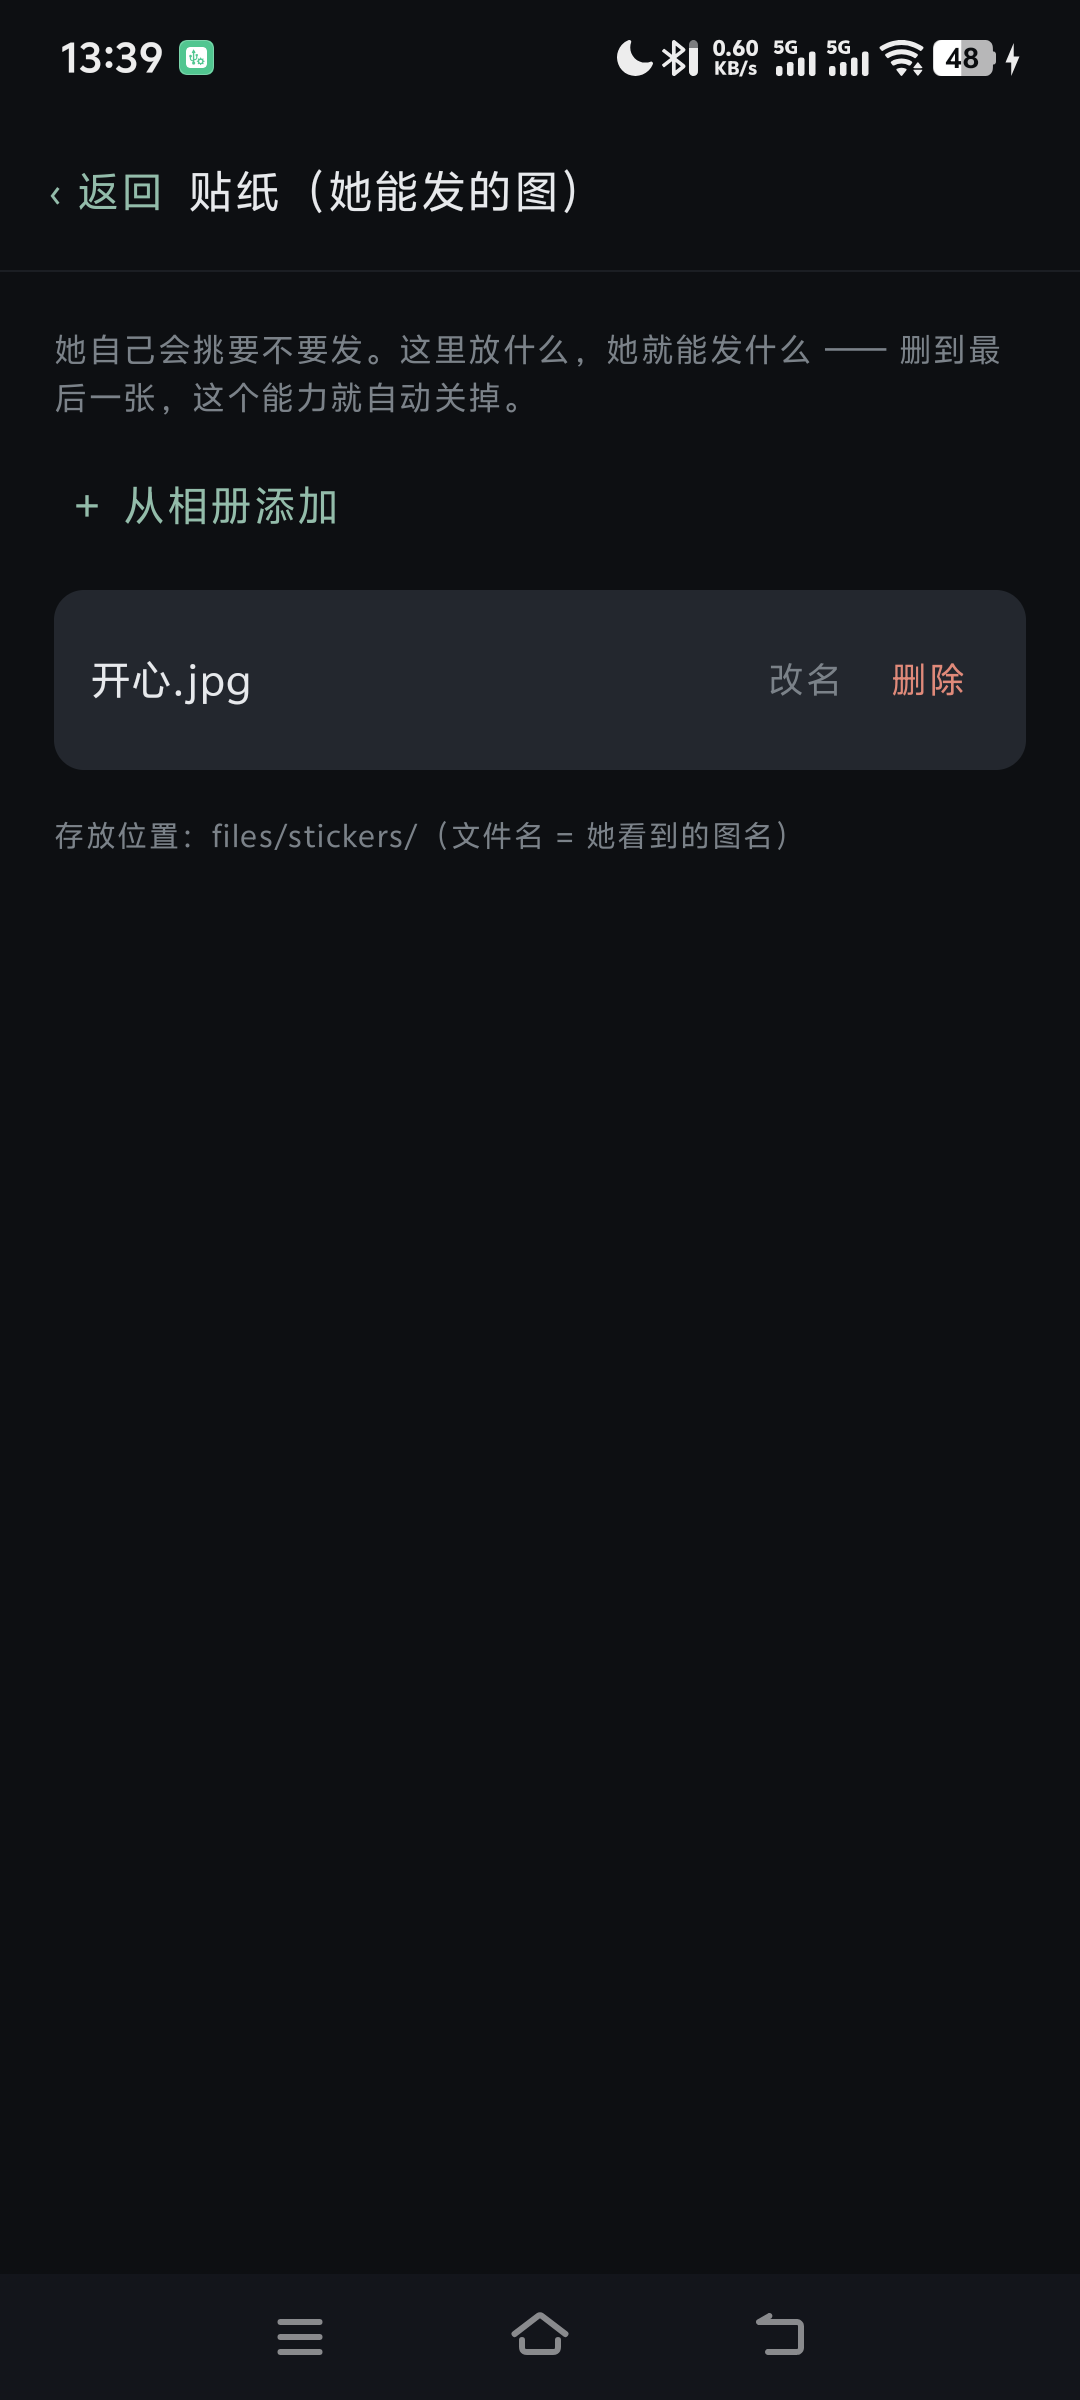 13:39
0.60 KB/s 5G 5G 48
‹ 返回 贴纸（她能发的图）
她自己会挑要不要发。这里放什么，她就能发什么 —— 删到最
后一张，这个能力就自动关掉。
+ 从相册添加
开心.jpg 改名 删除
存放位置：files/stickers/（文件名 = 她看到的图名）